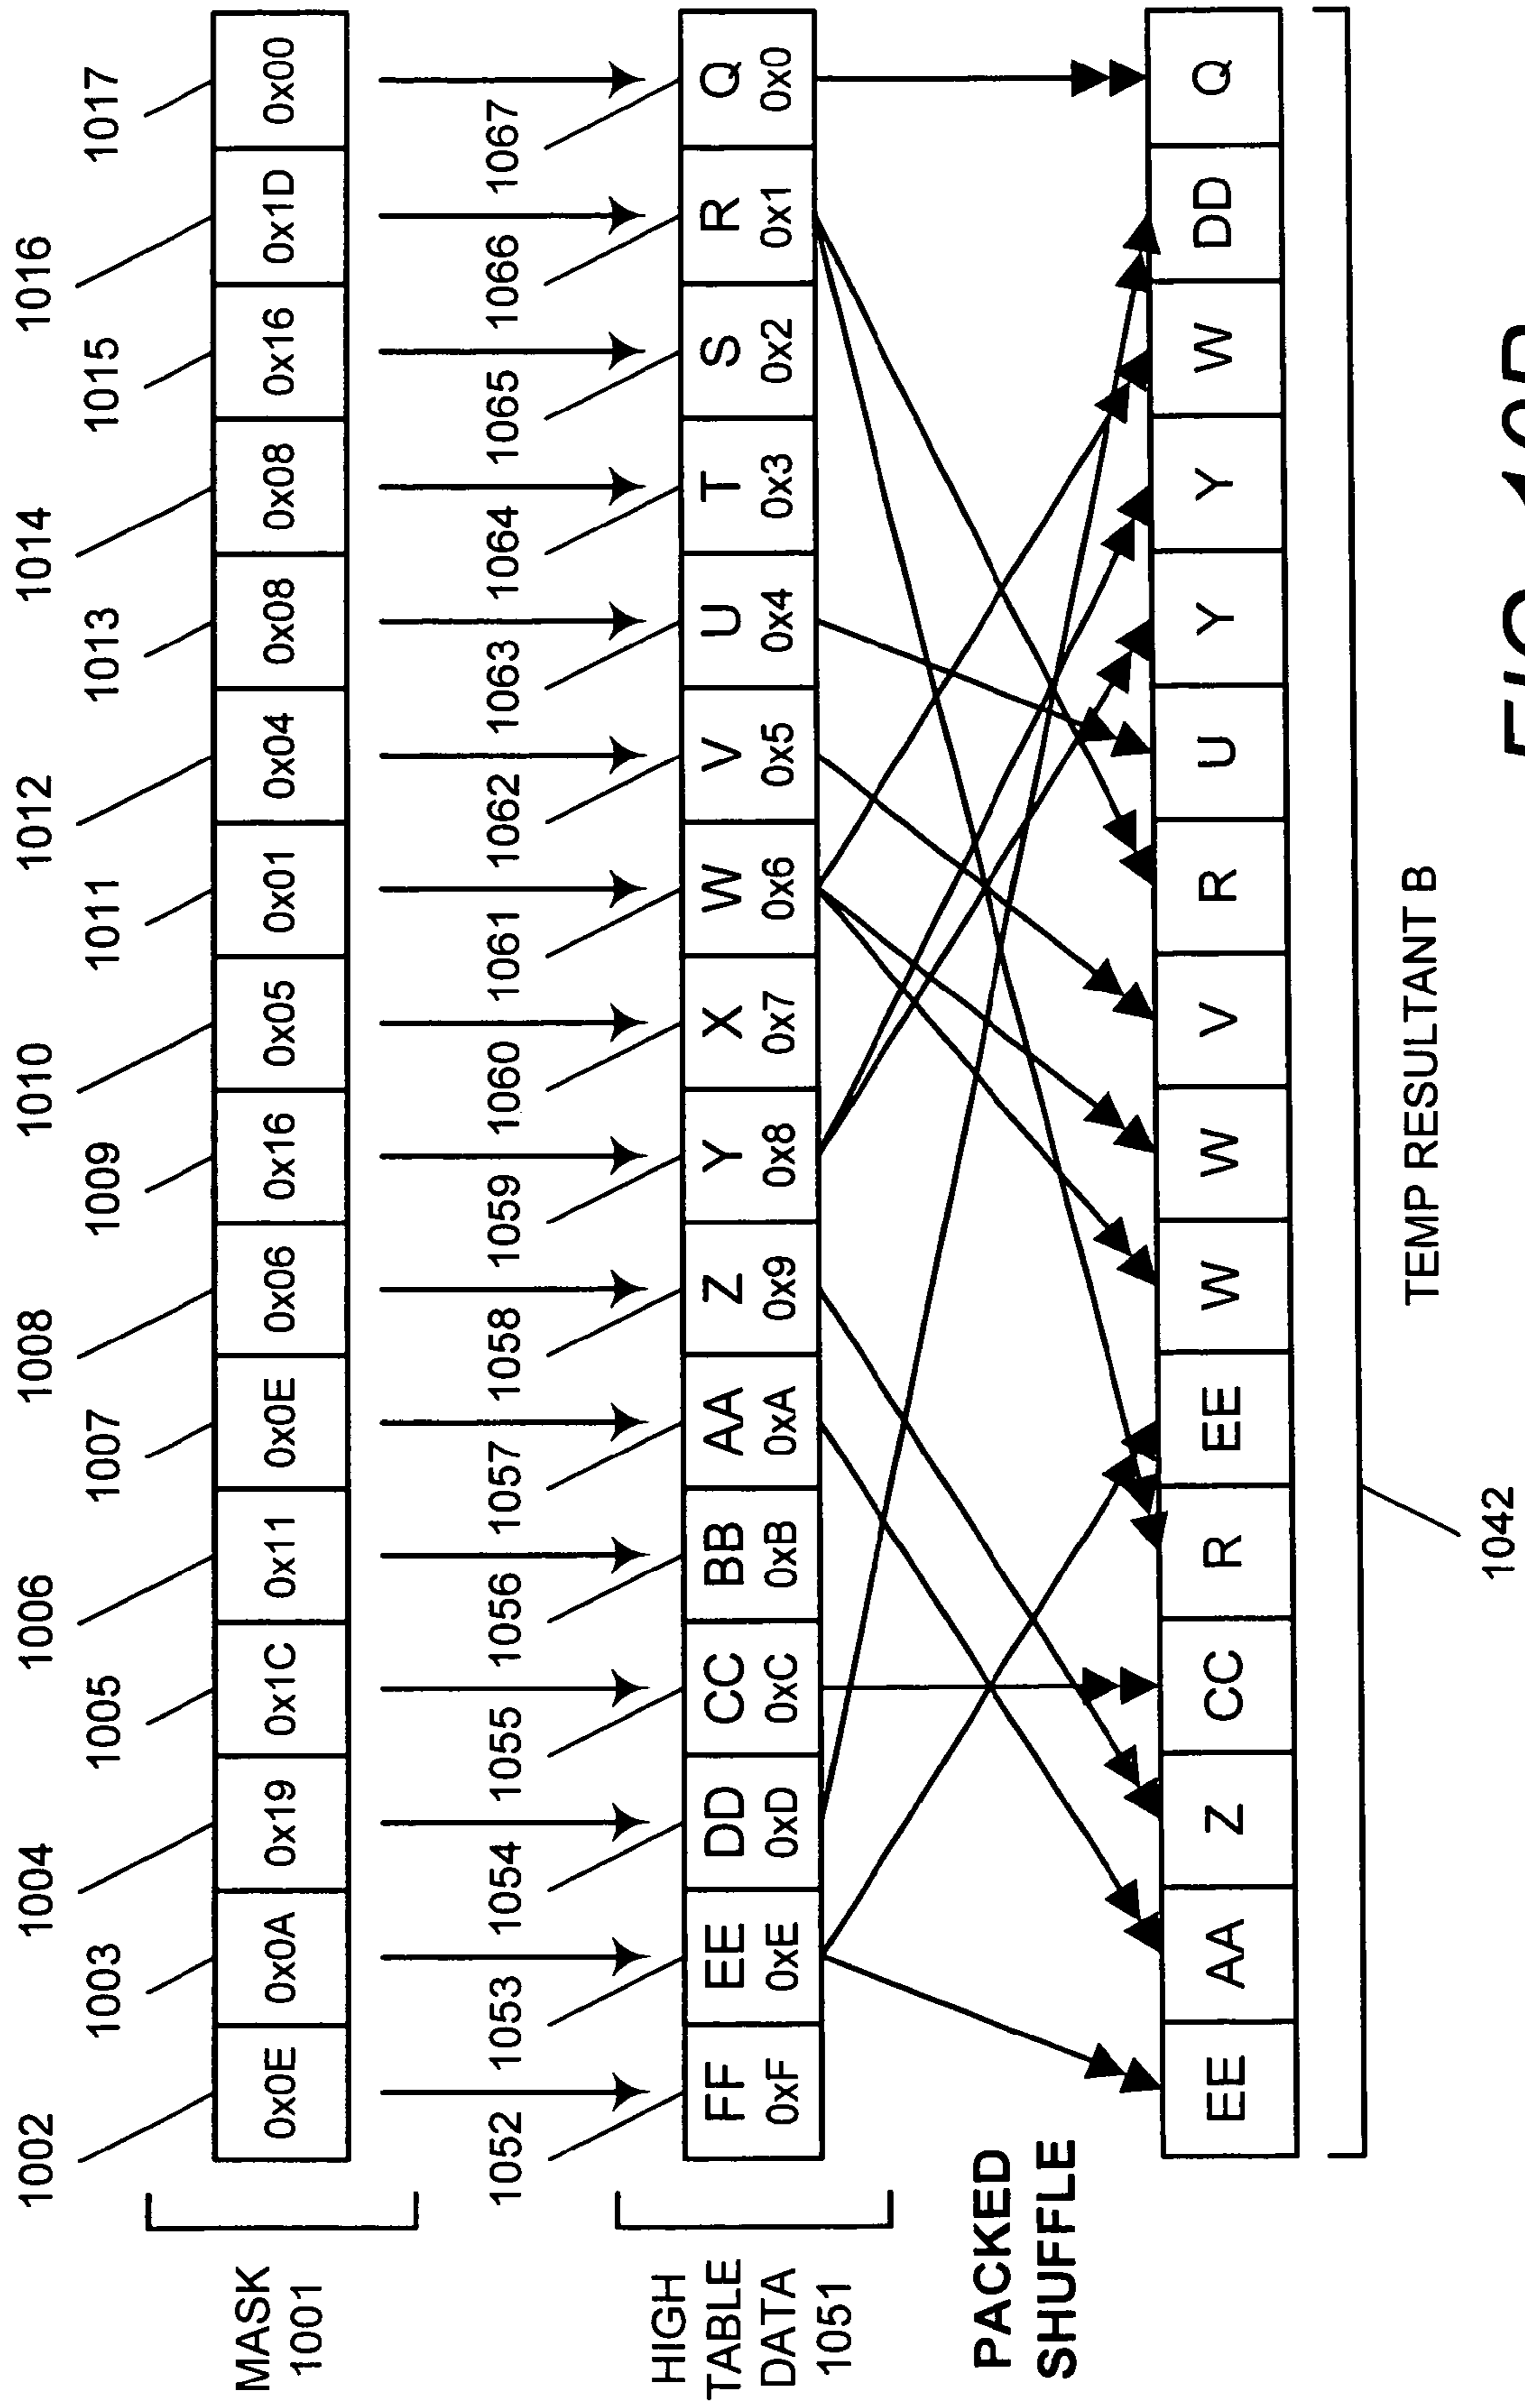 1002 1004 1006 1008 1010 1012 1014 1016
1003 1005 1007 1009 1011 1013 1015 1017
MASK
1001
0x0E 0x0A 0x19 0x1C 0x11 0x0E 0x06 0x16 0x05 0x01 0x04 0x08 0x08 0x16 0x1D 0x00
1052 1053 1054 1055 1056 1057 1058 1059 1060 1061 1062 1063 1064 1065 1066 1067
HIGH
TABLE
DATA
1051
FF EE DD CC BB AA Z Y X W V U T S R Q
0xF 0xE 0xD 0xC 0xB 0xA 0x9 0x8 0x7 0x6 0x5 0x4 0x3 0x2 0x1 0x0
PACKED
SHUFFLE
EE AA Z CC R EE W W V R U Y Y W DD Q
TEMP RESULTANT B
1042